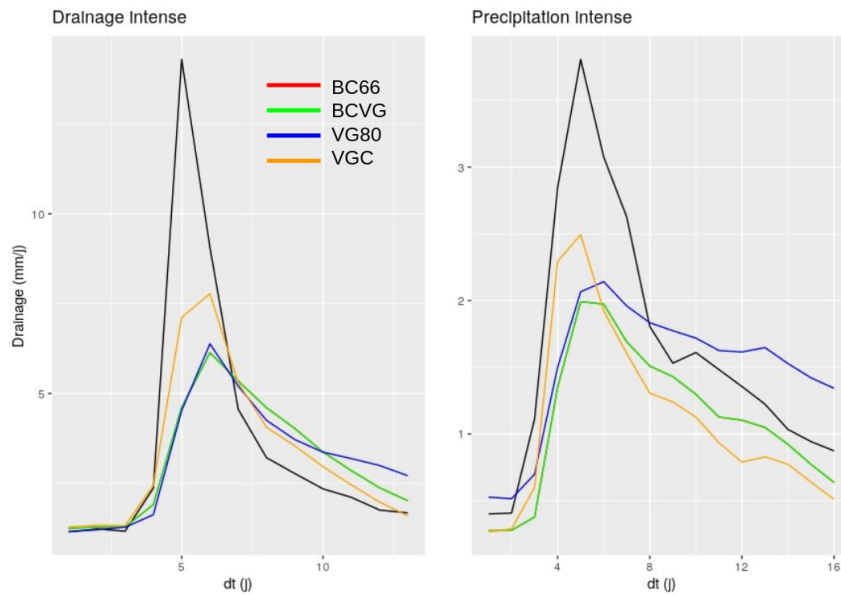 Drainage intense
Precipitation intense
BC66
BCVG
VG80
VGC
Drainage (mm/j)
10
5
3
2
1
5
10
4
8
12
16
dt (j)
dt (j)